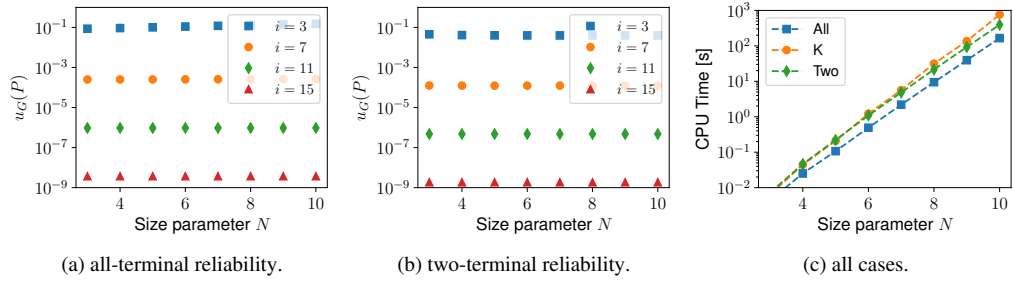 10^{-1}
10^{-3}
10^{-5}
10^{-7}
10^{-9}
u_G(P)
i = 3
i = 7
i = 11
i = 15
4 6 8 10
Size parameter N
(a) all-terminal reliability.
10^{-1}
10^{-3}
10^{-5}
10^{-7}
10^{-9}
u_G(P)
i = 3
i = 7
i = 11
i = 15
4 6 8 10
Size parameter N
(b) two-terminal reliability.
10^3
10^2
10^1
10^0
10^{-1}
10^{-2}
CPU Time [s]
All
K
Two
4 6 8 10
Size parameter N
(c) all cases.